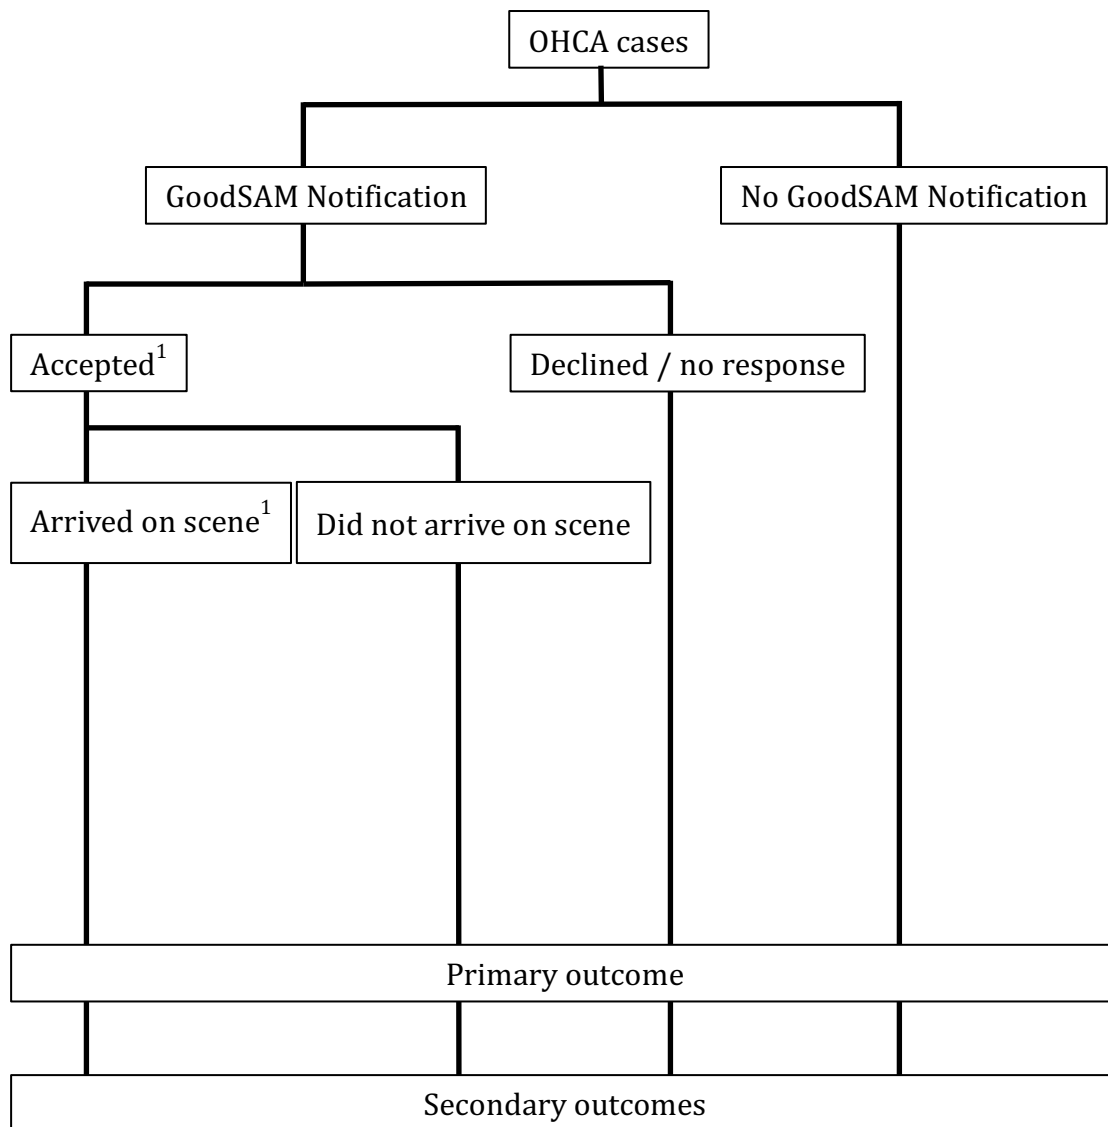 OHCA cases
GoodSAM Notification
No GoodSAM Notification
Accepted¹
Declined / no response
Arrived on scene¹
Did not arrive on scene
Primary outcome
Secondary outcomes